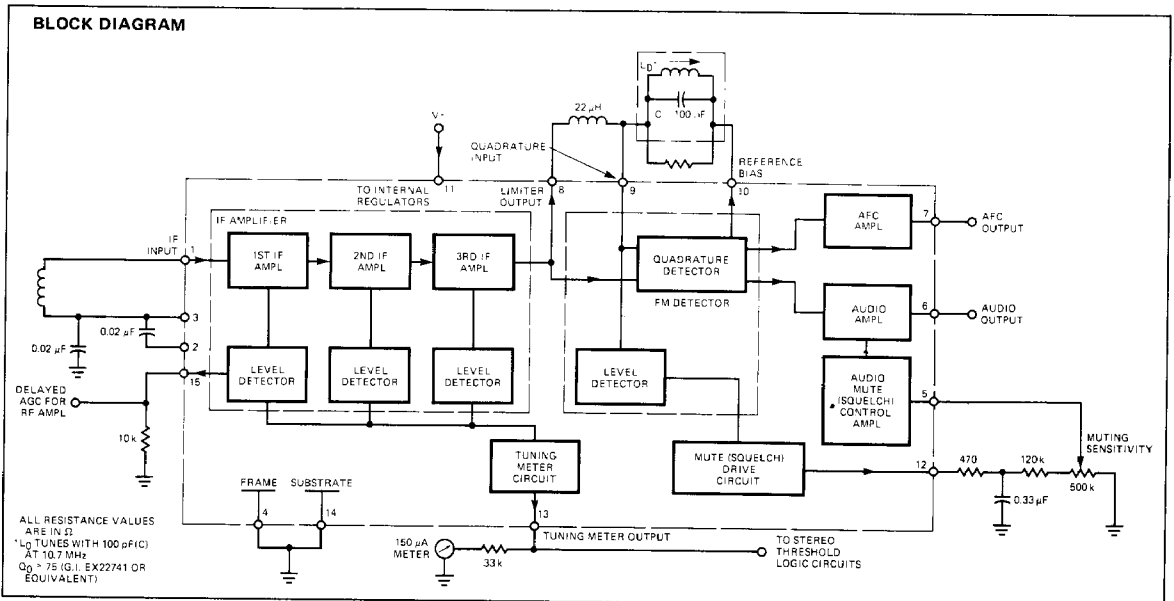 BLOCK DIAGRAM
LD*
C 100 pF
22 µH
V+
QUADRATURE
INPUT
REFERENCE
BIAS
TO INTERNAL
REGULATORS
11
LIMITER
OUTPUT
8
9
10
IF AMPLIFIER
IF
INPUT
1
1ST IF
AMPL
2ND IF
AMPL
3RD IF
AMPL
QUADRATURE
DETECTOR
FM DETECTOR
AFC
AMPL
7
AFC
OUTPUT
AUDIO
AMPL
6
AUDIO
OUTPUT
3
0.02 µF
0.02 µF
2
15
LEVEL
DETECTOR
LEVEL
DETECTOR
LEVEL
DETECTOR
LEVEL
DETECTOR
AUDIO
MUTE
(SQUELCH)
CONTROL
AMPL
5
DELAYED
AGC FOR
RF AMPL
10k
MUTING
SENSITIVITY
TUNING
METER
CIRCUIT
MUTE (SQUELCH)
DRIVE
CIRCUIT
12
470
120k
500k
0.33 µF
FRAME
SUBSTRATE
4
14
13
TUNING METER OUTPUT
150 µA
METER
33k
TO STEREO
THRESHOLD
LOGIC CIRCUITS
ALL RESISTANCE VALUES
ARE IN Ω
*LD TUNES WITH 100 pF(C)
AT 10.7 MHz
QO > 75 (G.I. EX22741 OR
EQUIVALENT)